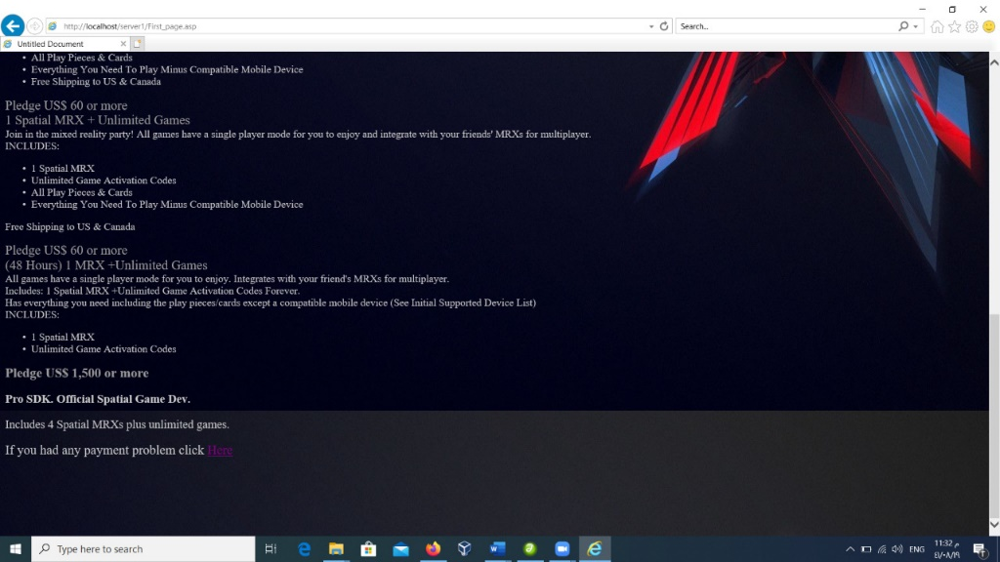 http://localhost/server1/First_page.asp
Search...
Untitled Document
• All Play Pieces & Cards
• Everything You Need To Play Minus Compatible Mobile Device
• Free Shipping to US & Canada
Pledge US$ 60 or more
1 Spatial MRX + Unlimited Games
Join in the mixed reality party! All games have a single player mode for you to enjoy and integrate with your friends' MRXs for multiplayer.
INCLUDES:
• 1 Spatial MRX
• Unlimited Game Activation Codes
• All Play Pieces & Cards
• Everything You Need To Play Minus Compatible Mobile Device
Free Shipping to US & Canada
Pledge US$ 60 or more
(48 Hours) 1 MRX +Unlimited Games
All games have a single player mode for you to enjoy. Integrates with your friend's MRXs for multiplayer.
Includes: 1 Spatial MRX +Unlimited Game Activation Codes Forever.
Has everything you need including the play pieces/cards except a compatible mobile device (See Initial Supported Device List)
INCLUDES:
• 1 Spatial MRX
• Unlimited Game Activation Codes
Pledge US$ 1,500 or more
Pro SDK. Official Spatial Game Dev.
Includes 4 Spatial MRXs plus unlimited games.
If you had any payment problem click Here
Type here to search
ENG
11:32 م